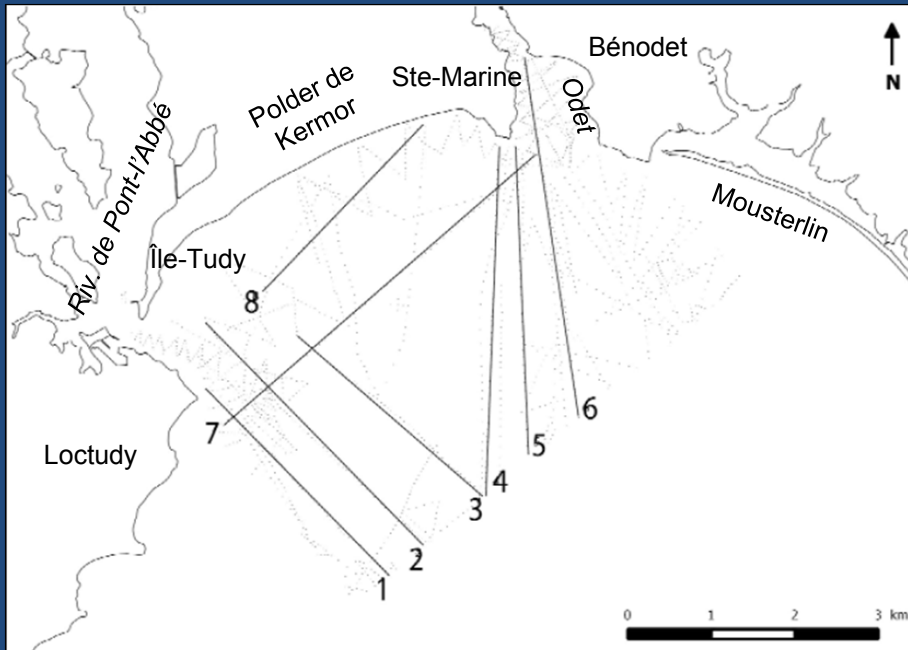 Bénodet
Ste-Marine
N
Odet
Polder de
Kermor
Riv. de Pont-l'Abbé
Mousterlin
Île-Tudy
8
7
6
Loctudy
5
4
3
2
1
0 1 2 3 km